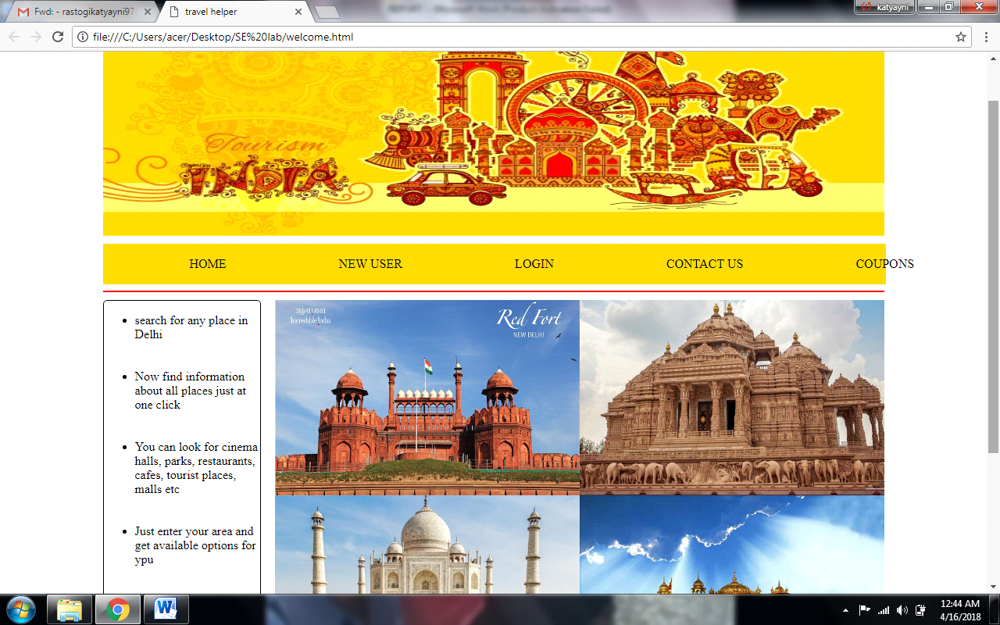 Fwd: - rastogikatyayni97
travel helper
katyayni
file:///C:/Users/acer/Desktop/SE%20lab/welcome.html
Tourism
INDIA
HOME NEW USER LOGIN CONTACT US COUPONS
search for any place in
Delhi
Now find information
about all places just at
one click
You can look for cinema
halls, parks, restaurants,
cafes, tourist places,
malls etc
Just enter your area and
get available options for
ypu
Incredible India
Red Fort
NEW DELHI
12:44 AM
4/16/2018